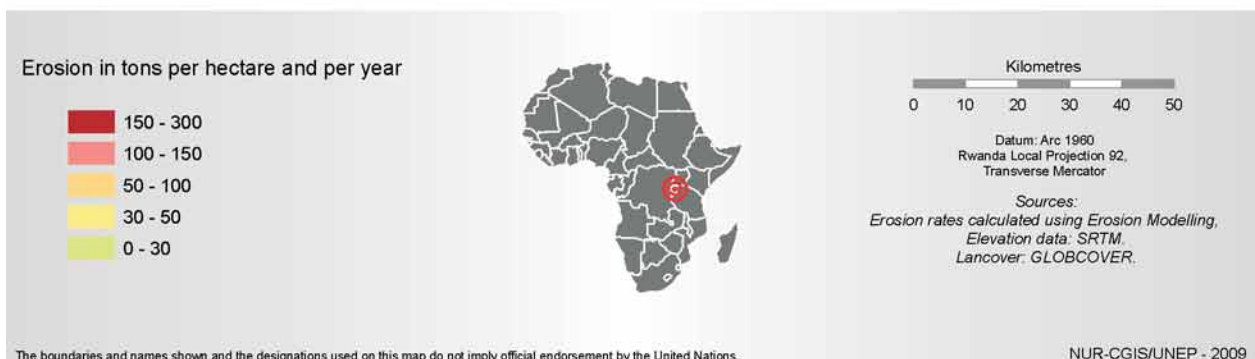 Erosion in tons per hectare and per year
150 - 300
100 - 150
50 - 100
30 - 50
0 - 30
Kilometres
0 10 20 30 40 50
Datum: Arc 1960
Rwanda Local Projection 92,
Transverse Mercator
Sources:
Erosion rates calculated using Erosion Modelling,
Elevation data: SRTM.
Lancover: GLOBCOVER.
The boundaries and names shown and the designations used on this map do not imply official endorsement by the United Nations.
NUR-CGIS/UNEP - 2009